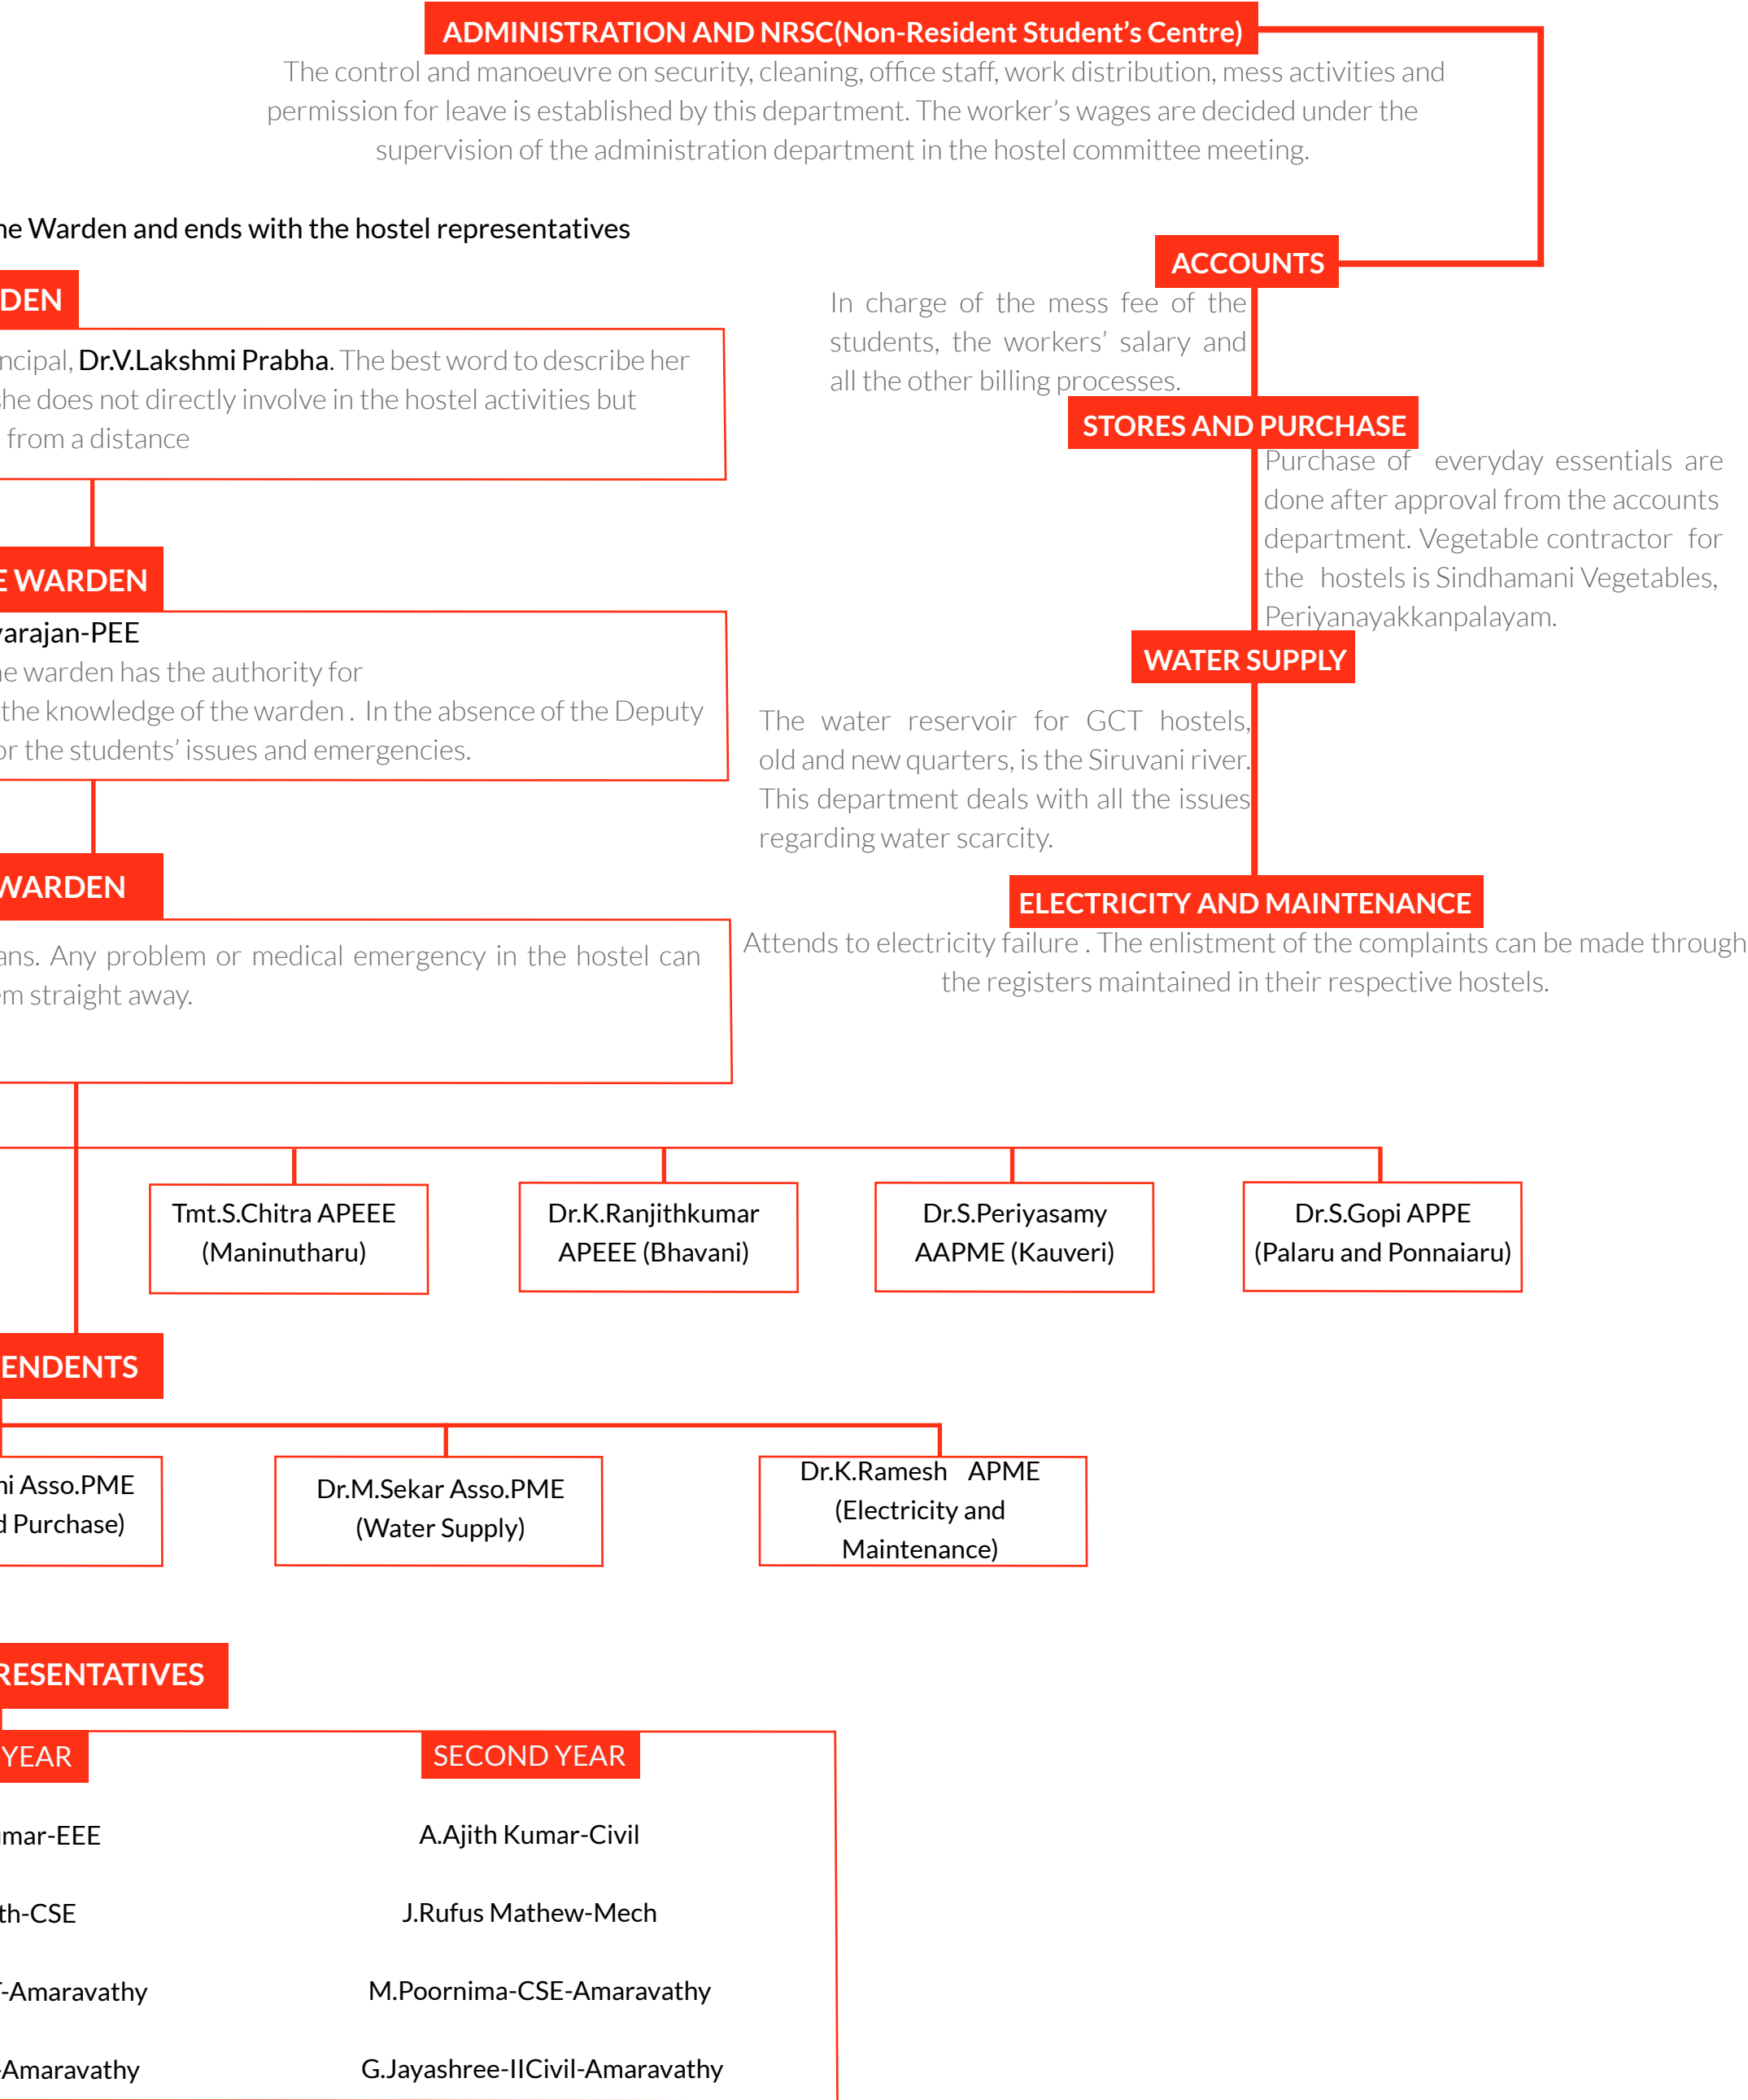 ADMINISTRATION AND NRSC(Non-Resident Student’s Centre)
The control and manoeuvre on security, cleaning, office staff, work distribution, mess activities and
permission for leave is established by this department. The worker’s wages are decided under the
supervision of the administration department in the hostel committee meeting.
Warden and ends with the hostel representatives
ACCOUNTS
In charge of the mess fee of the
students, the workers’ salary and
all the other billing processes.
STORES AND PURCHASE
Purchase of everyday essentials are
done after approval from the accounts
department. Vegetable contractor for
the hostels is Sindhamani Vegetables,
Periyanayakkanpalayam.
WATER SUPPLY
The water reservoir for GCT hostels,
old and new quarters, is the Siruvani river.
This department deals with all the issues
regarding water scarcity.
ELECTRICITY AND MAINTENANCE
Attends to electricity failure . The enlistment of the complaints can be made through
the registers maintained in their respective hostels.
DEN
ncipal, Dr.V.Lakshmi Prabha. The best word to describe her
he does not directly involve in the hostel activities but
from a distance
E WARDEN
arajan-PEE
he warden has the authority for
the knowledge of the warden . In the absence of the Deputy
or the students’ issues and emergencies.
WARDEN
ans. Any problem or medical emergency in the hostel can
em straight away.
Tmt.S.Chitra APEEE
(Maninutharu)
Dr.K.Ranjithkumar
APEEE (Bhavani)
Dr.S.Periyasamy
AAPME (Kauveri)
Dr.S.Gopi APPE
(Palaru and Ponnaiaru)
ENDENTS
ni Asso.PME
d Purchase)
Dr.M.Sekar Asso.PME
(Water Supply)
Dr.K.Ramesh APME
(Electricity and
Maintenance)
RESENTATIVES
YEAR
mar-EEE
th-CSE
-Amaravathy
-Amaravathy
SECOND YEAR
A.Ajith Kumar-Civil
J.Rufus Mathew-Mech
M.Poornima-CSE-Amaravathy
G.Jayashree-IICivil-Amaravathy